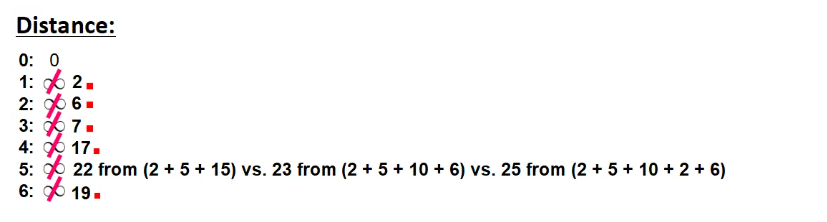 Distance:
0: 0
1: ∞ 2
2: ∞ 6
3: ∞ 7
4: ∞ 17
5: ∞ 22 from (2 + 5 + 15) vs. 23 from (2 + 5 + 10 + 6) vs. 25 from (2 + 5 + 10 + 2 + 6)
6: ∞ 19